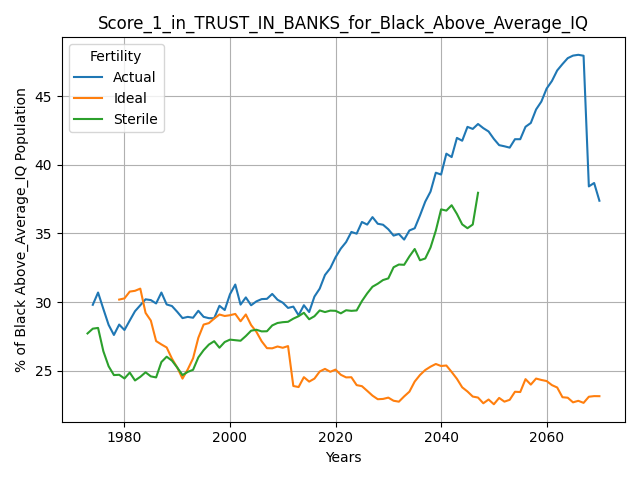 Score_1_in_TRUST_IN_BANKS_for_Black_Above_Average_IQ
Fertility
Actual
Ideal
Sterile
% of Black Above_Average_IQ Population
45
40
35
30
25
1980
2000
2020
2040
2060
Years